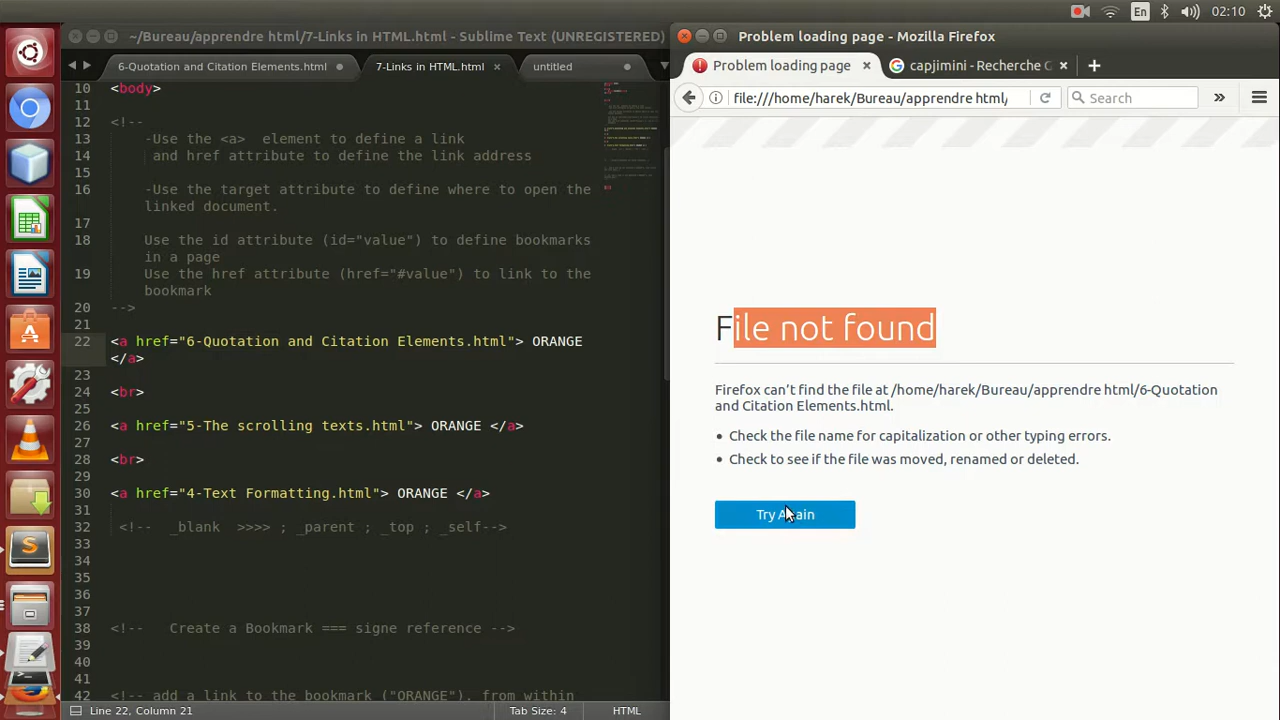 En
02:10
~/Bureau/apprendre html/7-Links in HTML.html - Sublime Text (UNREGISTERED)
6-Quotation and Citation Elements.html
7-Links in HTML.html
untitled
10 <body>
11
12 <!--
13 -Use the <a> element to define a link
14 and href attribute to define the link address
15
16 -Use the target attribute to define where to open the
linked document.
17
18 Use the id attribute (id="value") to define bookmarks
in a page
19 Use the href attribute (href="#value") to link to the
bookmark
20 -->
21
22 <a href="6-Quotation and Citation Elements.html"> ORANGE
</a>
23
24 <br>
25
26 <a href="5-The scrolling texts.html"> ORANGE </a>
27
28 <br>
29
30 <a href="4-Text Formatting.html"> ORANGE </a>
31
32 <!-- _blank >>>> ; _parent ; _top ; _self-->
33
34
35
36
37
38 <!-- Create a Bookmark === signe reference -->
39
40
41
42 <!-- add a link to the bookmark ("ORANGE"), from within
Line 22, Column 21
Tab Size: 4
HTML
Problem loading page - Mozilla Firefox
Problem loading page
capjimini - Recherche G
file:///home/harek/Bureau/apprendre html/
Search
File not found
Firefox can't find the file at /home/harek/Bureau/apprendre html/6-Quotation
and Citation Elements.html.
• Check the file name for capitalization or other typing errors.
• Check to see if the file was moved, renamed or deleted.
Try Again